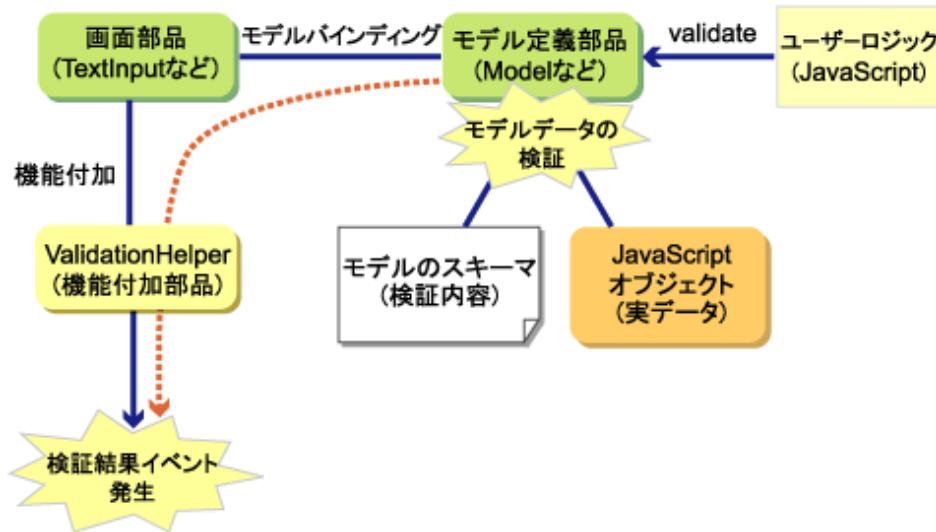 画面部品
（TextInputなど）
モデルバインディング
モデル定義部品
（Modelなど）
validate
ユーザーロジック
（JavaScript）
モデルデータの
検証
機能付加
ValidationHelper
（機能付加部品）
モデルのスキーマ
（検証内容）
JavaScript
オブジェクト
（実データ）
検証結果イベント
発生